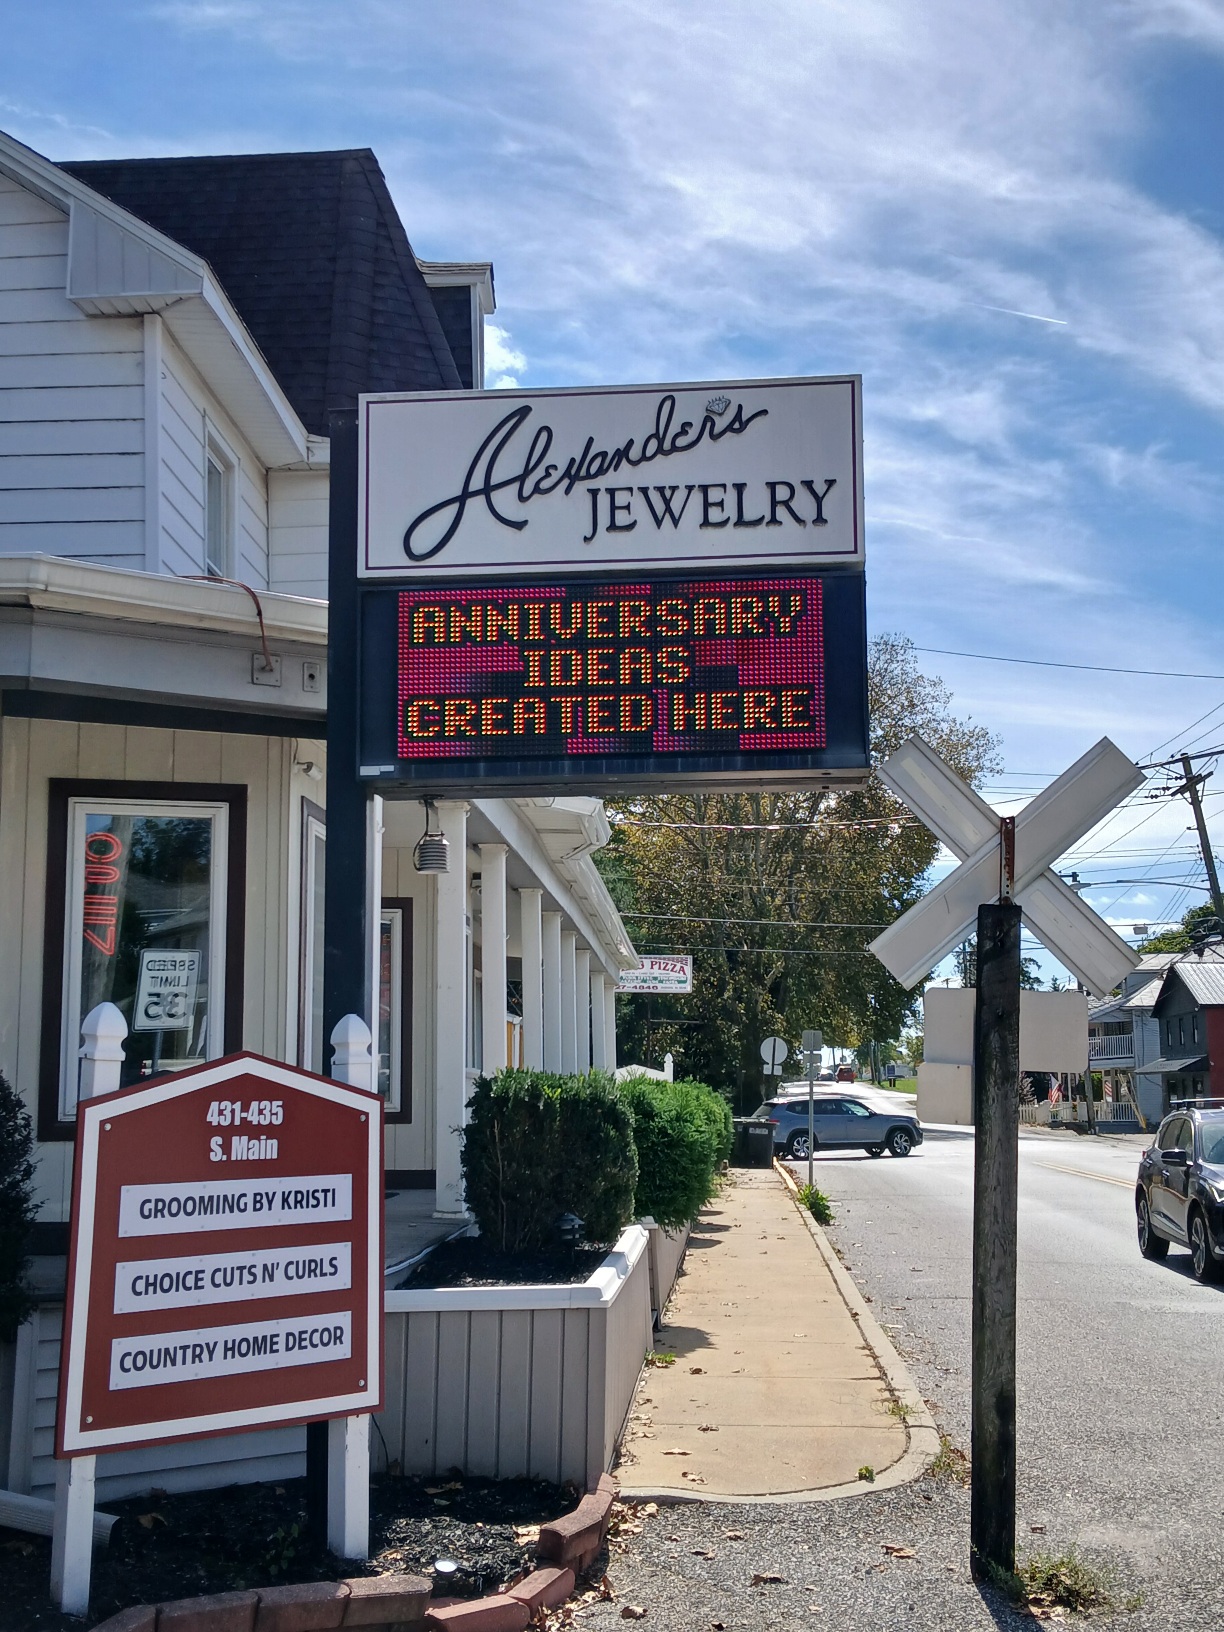 Alexander's
JEWELRY
ANNIVERSARY
IDEAS
CREATED HERE
PIZZA
SPEED
LIMIT
35
431-435
S. Main
GROOMING BY KRISTI
CHOICE CUTS N' CURLS
COUNTRY HOME DECOR